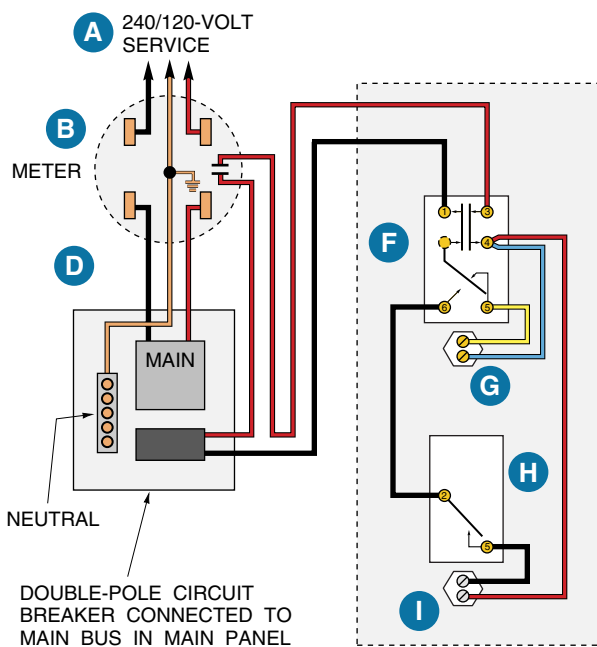 A
240/120-VOLT
SERVICE
B
METER
D
MAIN
NEUTRAL
DOUBLE-POLE CIRCUIT
BREAKER CONNECTED TO
MAIN BUS IN MAIN PANEL
F
1
3
4
6
5
G
H
2
5
I